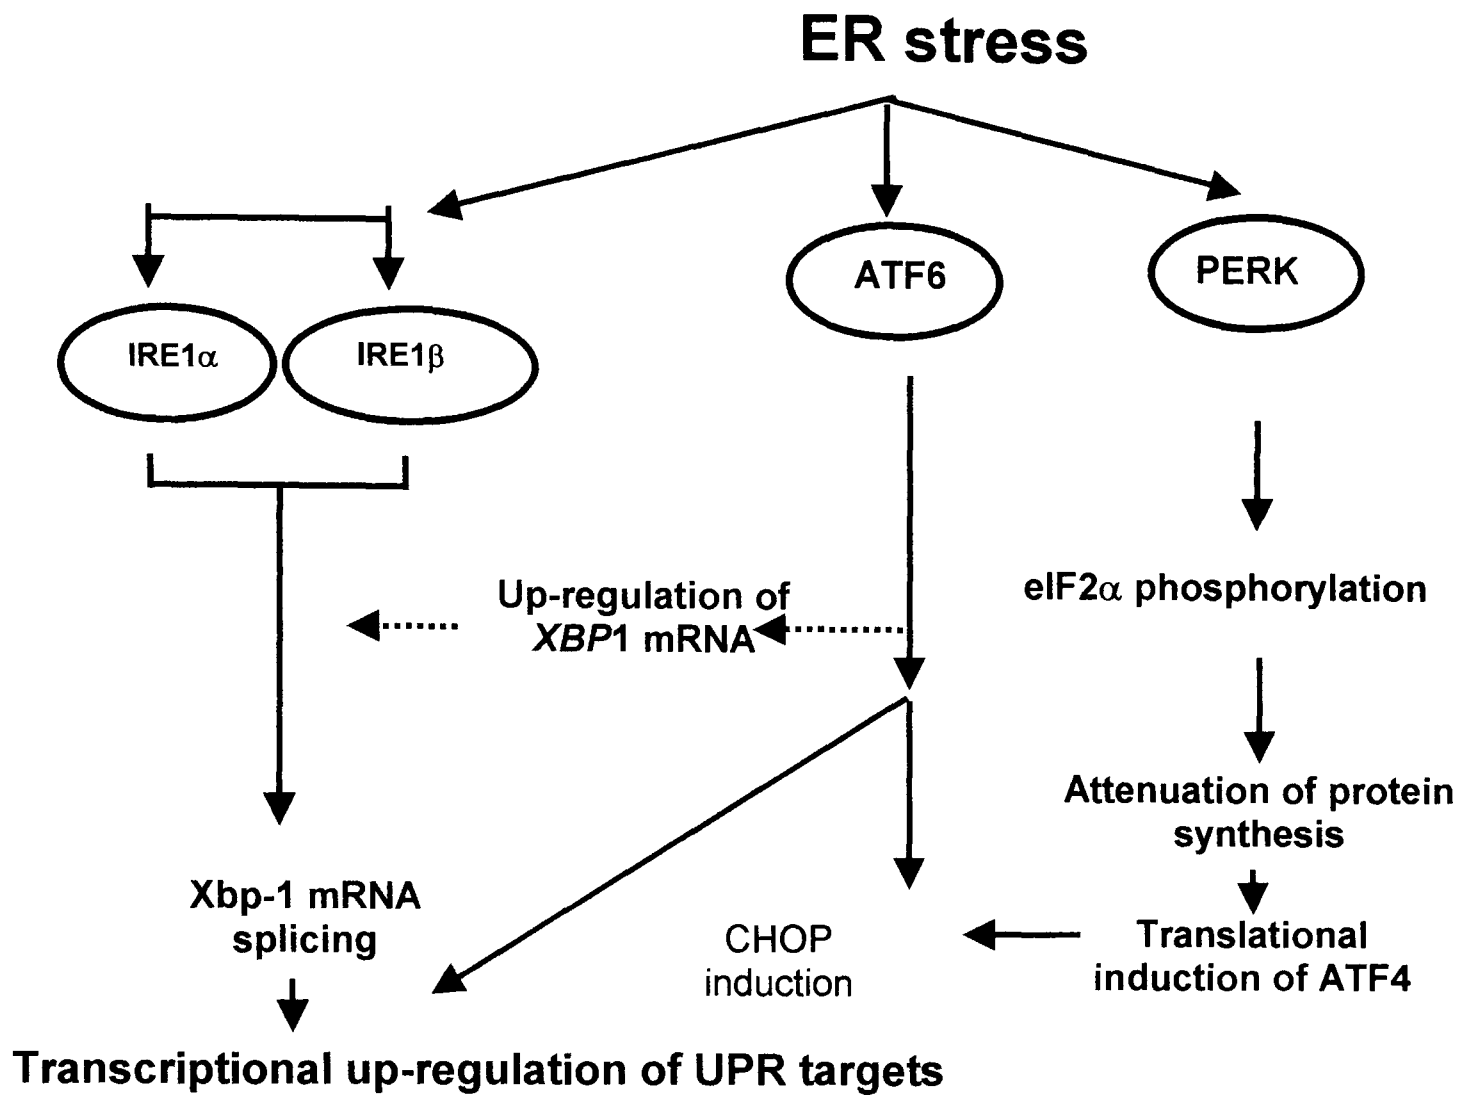 ER stress
ATF6
PERK
IRE1α
IRE1β
Up-regulation of
XBP1 mRNA
eIF2α phosphorylation
Attenuation of protein
synthesis
Xbp-1 mRNA
splicing
CHOP
induction
Translational
induction of ATF4
Transcriptional up-regulation of UPR targets